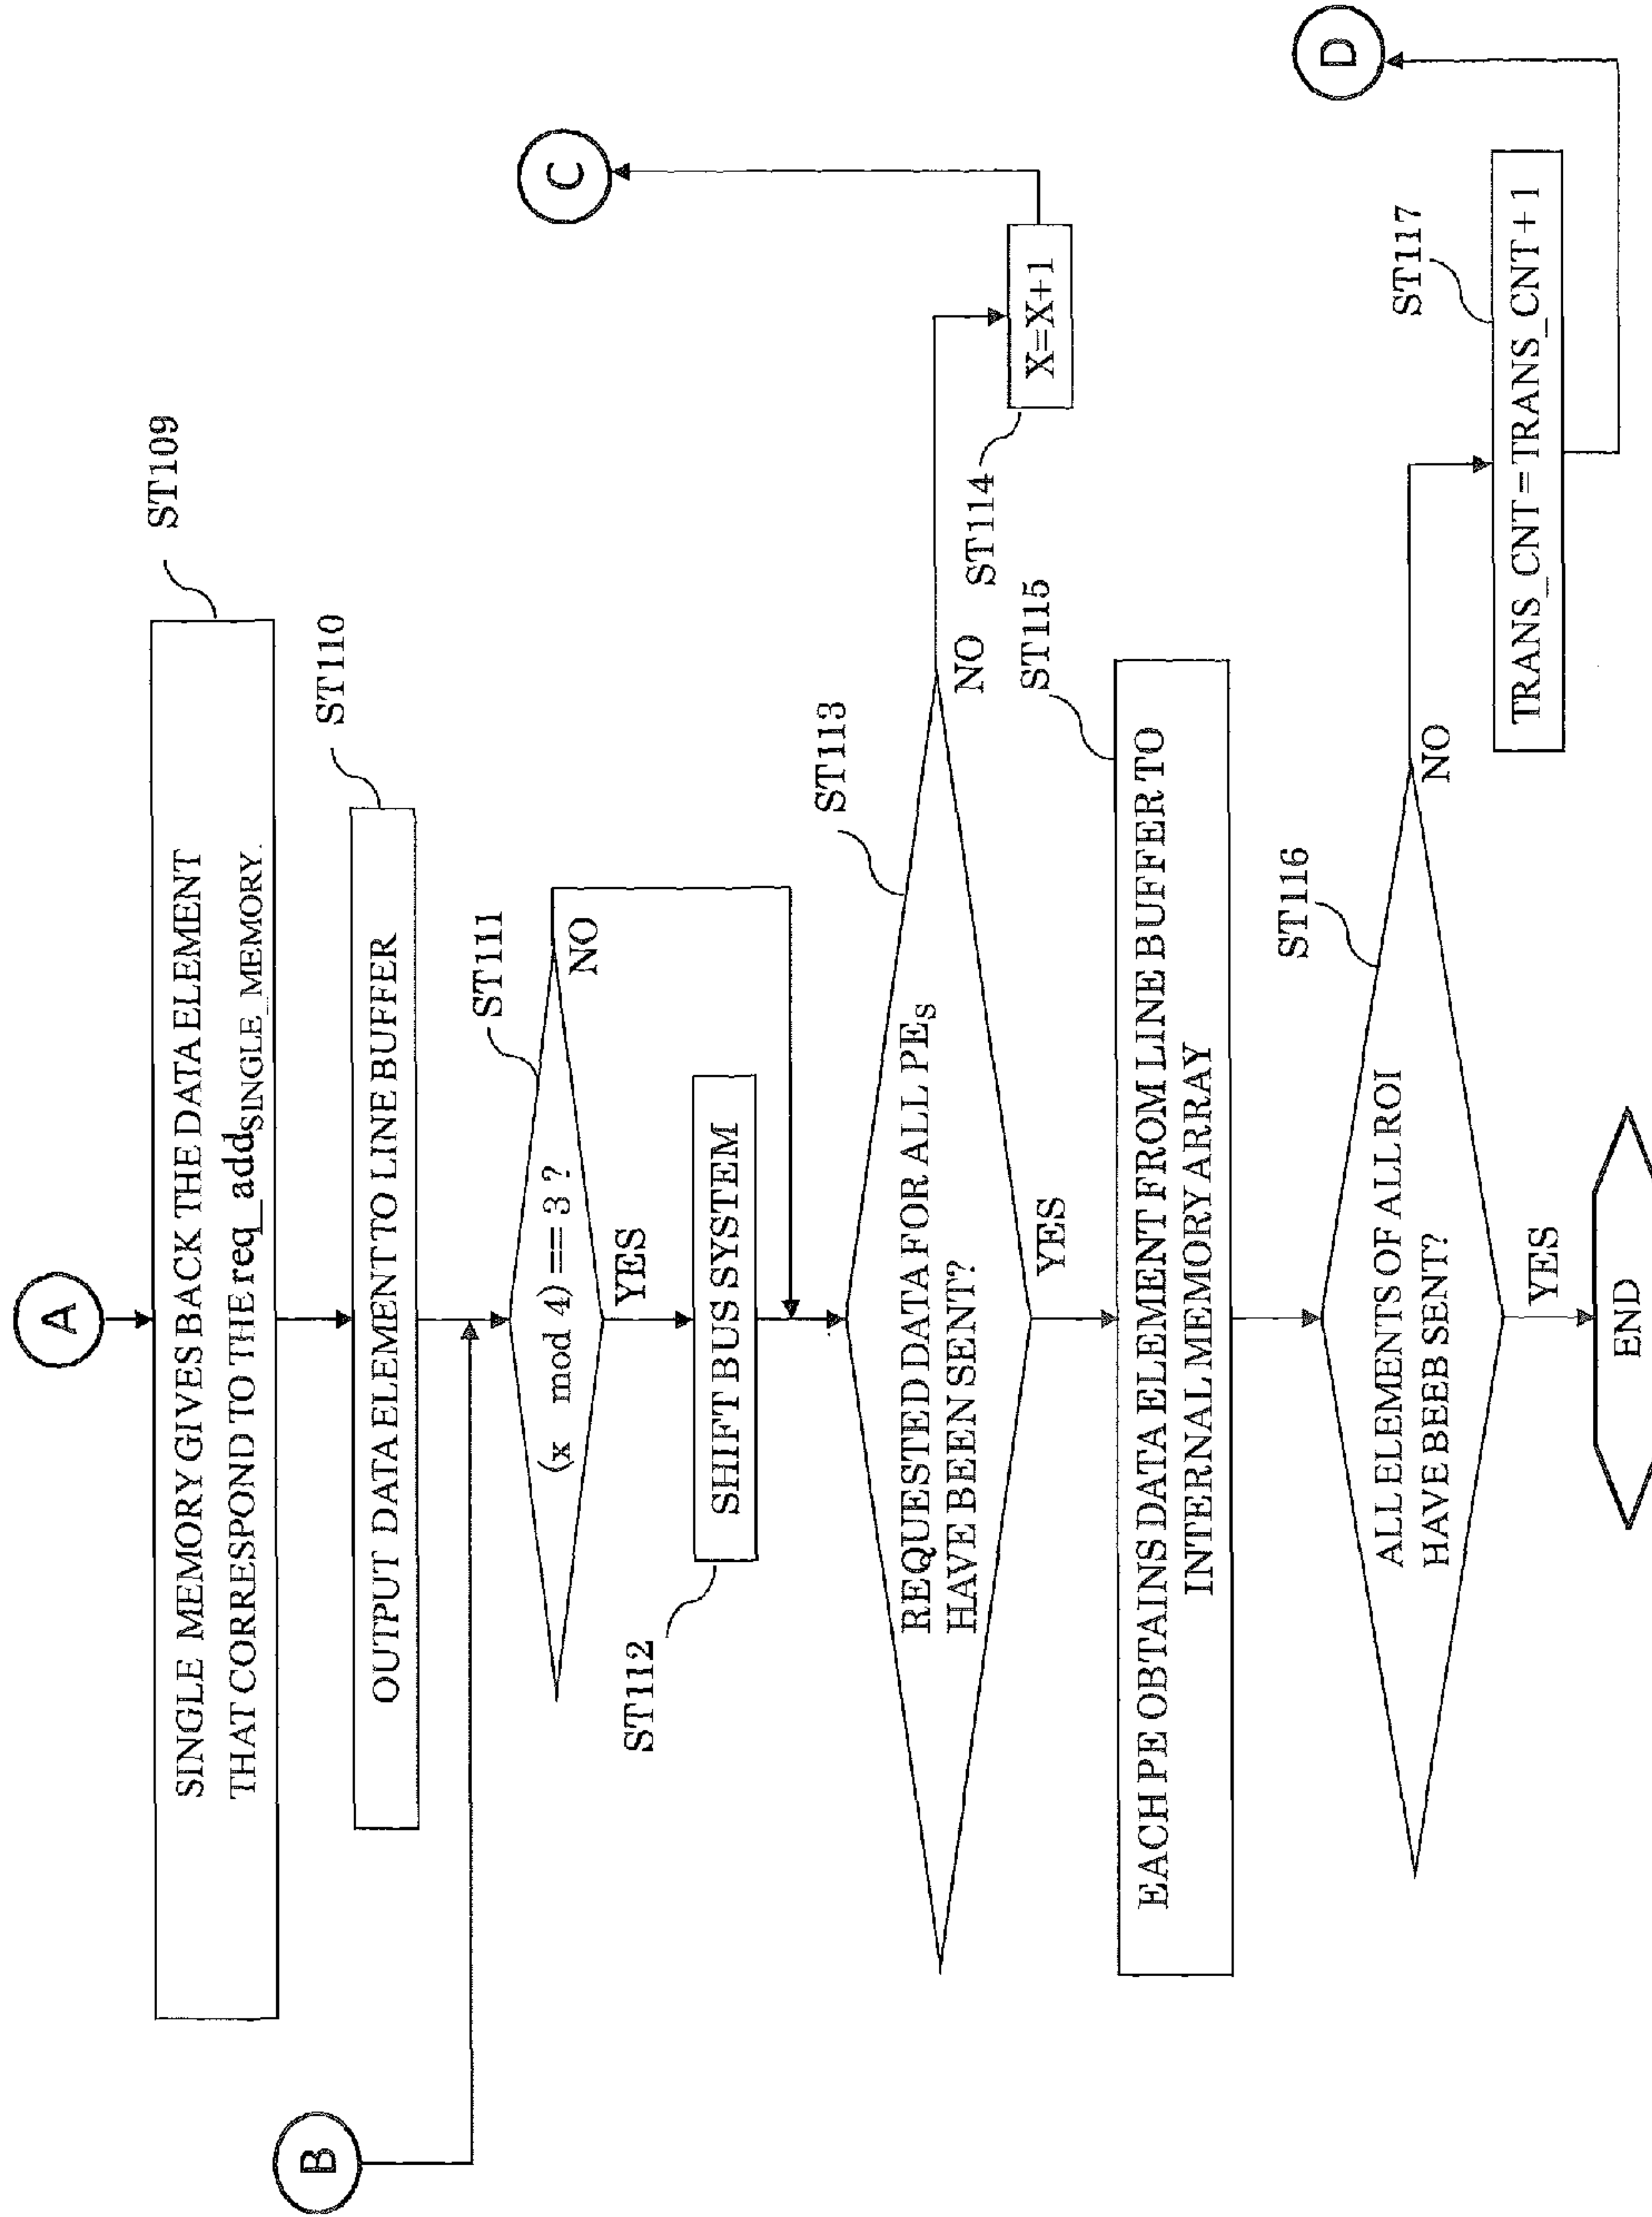 A
SINGLE MEMORY GIVES BACK THE DATA ELEMENT
THAT CORRESPOND TO THE req_addSINGLE_MEMORY.
ST109
B
OUTPUT DATA ELEMENT TO LINE BUFFER
ST110
(x mod 4) == 3 ?
ST111
NO
YES
SHIFT BUS SYSTEM
ST112
C
REQUESTED DATA FOR ALL PES
HAVE BEEN SENT?
ST113
NO
YES
X=X+1
ST114
EACH PE OBTAINS DATA ELEMENT FROM LINE BUFFER TO
INTERNAL MEMORY ARRAY
ST115
ALL ELEMENTS OF ALL ROI
HAVE BEEB SENT?
ST116
NO
YES
TRANS_CNT = TRANS_CNT + 1
ST117
D
END